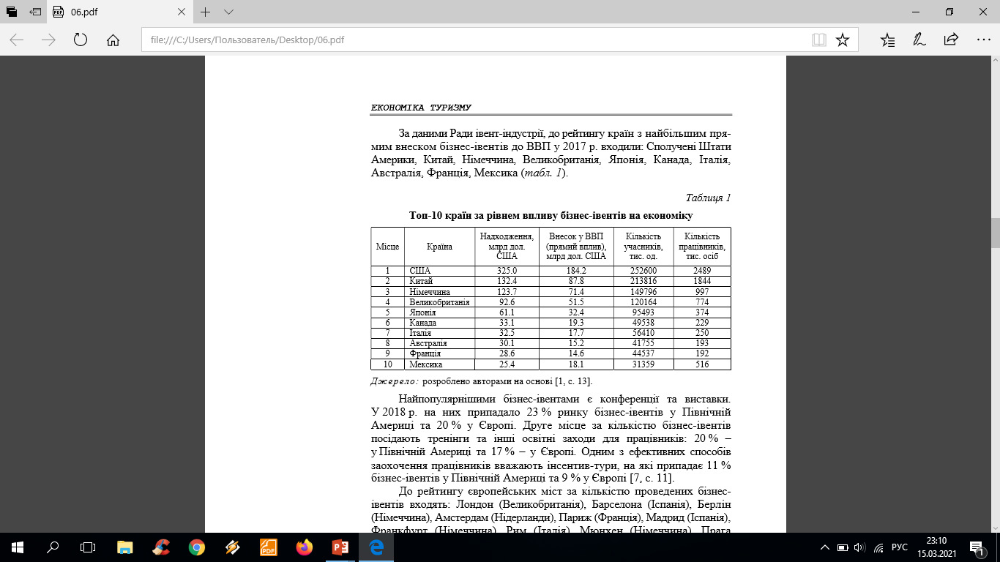 06.pdf
file:///C:/Users/Пользователь/Desktop/06.pdf
ЕКОНОМІКА ТУРИЗМУ
За даними Ради івент-індустрії, до рейтингу країн з найбільшим пря-
мим внеском бізнес-івентів до ВВП у 2017 р. входили: Сполучені Штати
Америки, Китай, Німеччина, Великобританія, Японія, Канада, Італія,
Австралія, Франція, Мексика (табл. 1).
Таблиця 1
Топ-10 країн за рівнем впливу бізнес-івентів на економіку
Місце Країна Надходження, млрд дол. США Внесок у ВВП (прямий вплив), млрд дол. США Кількість учасників, тис. од. Кількість працівників, тис. осіб
1 США 325.0 184.2 252600 2489
2 Китай 132.4 87.8 213816 1844
3 Німеччина 123.7 71.4 149796 997
4 Великобританія 92.6 51.5 120164 774
5 Японія 61.1 32.4 95493 374
6 Канада 33.1 19.3 49538 229
7 Італія 32.5 17.7 56410 250
8 Австралія 30.1 15.2 41755 193
9 Франція 28.6 14.6 44537 192
10 Мексика 25.4 18.1 31359 516
Джерело: розроблено авторами на основі [1, с. 13].
Найпопулярнішими бізнес-івентами є конференції та виставки.
У 2018 р. на них припадало 23 % ринку бізнес-івентів у Північній
Америці та 20 % у Європі. Друге місце за кількістю бізнес-івентів
посідають тренінги та інші освітні заходи для працівників: 20 % –
у Північній Америці та 17 % – у Європі. Одним з ефективних способів
заохочення працівників вважають інсентив-тури, на які припадає 11 %
бізнес-івентів у Північній Америці та 9 % у Європі [7, с. 11].
До рейтингу європейських міст за кількістю проведених бізнес-
івентів входять: Лондон (Великобританія), Барселона (Іспанія), Берлін
(Німеччина), Амстердам (Нідерланди), Париж (Франція), Мадрид (Іспанія),
Франкфурт (Німеччина), Рим (Італія), Мюнхен (Німеччина), Прага
РУС
23:10
15.03.2021
1